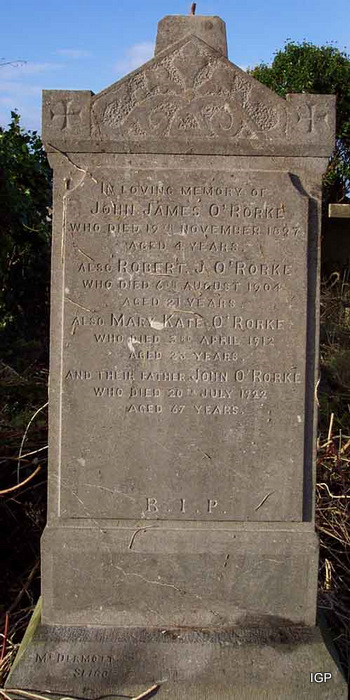 IN LOVING MEMORY OF
JOHN JAMES O'RORKE
WHO DIED 19TH NOVEMBER 1897
AGED 4 YEARS.
ALSO ROBERT J. O'RORKE
WHO DIED 6TH AUGUST 1904
AGED 21 YEARS
ALSO MARY KATE O'RORKE
WHO DIED 3RD APRIL 1912
AGED 23 YEARS.
AND THEIR FATHER JOHN O'RORKE
WHO DIED 20TH JULY 1922
AGED 67 YEARS.
R. I. P.
McDERMOTT
SLIGO
IGP